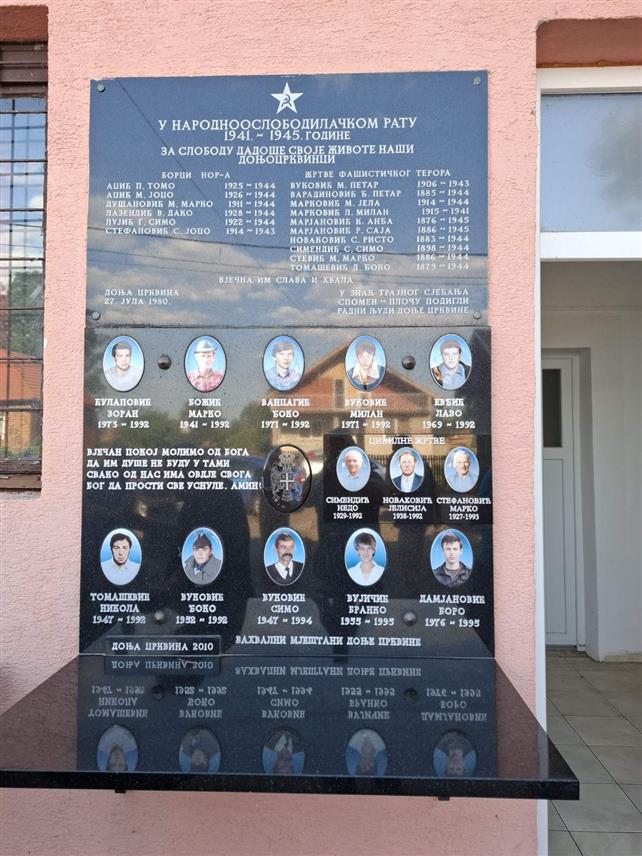 У НАРОДНООСЛОБОДИЛАЧКОМ РАТУ
1941. ~ 1945. ГОДИНЕ
ЗА СЛОБОДУ ДАДОШЕ СВОЈЕ ЖИВОТЕ НАШИ
ДОЊОЦРКВИНЦИ
БОРЦИ НОР-А
АЦИЋ П, ТОМО 1925 ~ 1944
АЦИЋ М, ЈОЦО 1926 ~ 1944
ДУШАНОВИЋ М, МАРКО 1911 ~ 1944
ЛАЗЕНДИЋ В, ДАКО 1928 ~ 1944
ЛУЈИЋ Г, СИМО 1922 ~ 1944
СТЕФАНОВИЋ С, ЈОЦО 1914 ~ 1943
ЖРТВЕ ФАШИСТИЧКОГ ТЕРОРА
ВУКОВИЋ М. ПЕТАР 1906 ~ 1943
ВАРАДИНОВИЋ Ђ. ПЕТАР 1885 ~ 1944
МАРКОВИЋ М. ЈЕЛА 1914 ~ 1944
МАРКОВИЋ Л. МИЛАН 1915 ~ 1941
МАРЈАНОВИЋ К. АНЂА 1876 ~ 1945
МАРЈАНОВИЋ Р. САЈА 1886 ~ 1945
НОВАКОВИЋ С, РИСТО 1883 ~ 1944
СИМЕНДИЋ С, СИМО 1898 ~ 1944
СТЕВИЋ М, МАРКО 1886 ~ 1944
ТОМАШЕВИЋ Д, БОКО 1879 ~ 1944
ВЈЕЧНА ИМ СЛАВА И ХВАЛА
ДОЊА ЦРКВИНА
27. ЈУЛА 1980.
У ЗНАК ТРАЈНОГ СЈЕЋАЊА
СПОМЕН ~ ПЛОЧУ ПОДИГЛИ
РАДНИ ЉУДИ ДОЊЕ ЦРКВИНЕ
ЂУЛАПОВИЋ
ЗОРАН
1973 ~ 1992
БОЖИЋ
МАРКО
1941 ~ 1992
ВАНЦАГИЋ
ЂОКО
1971 ~ 1992
ВУКОВИЋ
МИЛАН
1971 ~ 1992
ЕВЂИЋ
ЛАЗО
1969 ~ 1992
ВЈЕЧАН ПОКОЈ МОЛИМО ОД БОГА
ДА ИМ ДУШЕ НЕ БУДУ У ТАМИ
СВАКО ОД НАС ИМА ОВДЈЕ СВОГА
БОГ ДА ПРОСТИ СВЕ УСНУЛЕ, АМИН!
ЦИВИЛНЕ ЖРТВЕ
СИМЕНДИЋ
НЕДО
1929-1992
НОВАКОВИЋ
ЈЕЛИСИЈА
1938-1992
СТЕФАНОВИЋ
МАРКО
1927-1993
ТОМАШЕВИЋ
НИКОЛА
1947 ~ 1992
ВУКОВИЋ
ЂОКО
1952 ~ 1992
ВУКОВИЋ
СИМО
1947 ~ 1994
ВУЈИЧИЋ
БРАНКО
1955 ~ 1995
ДАМЈАНОВИЋ
БОРО
1976 ~ 1995
ДОЊА ЦРКВИНА 2010
ЗАХВАЛНИ МЈЕШТАНИ ДОЊЕ ЦРКВИНЕ